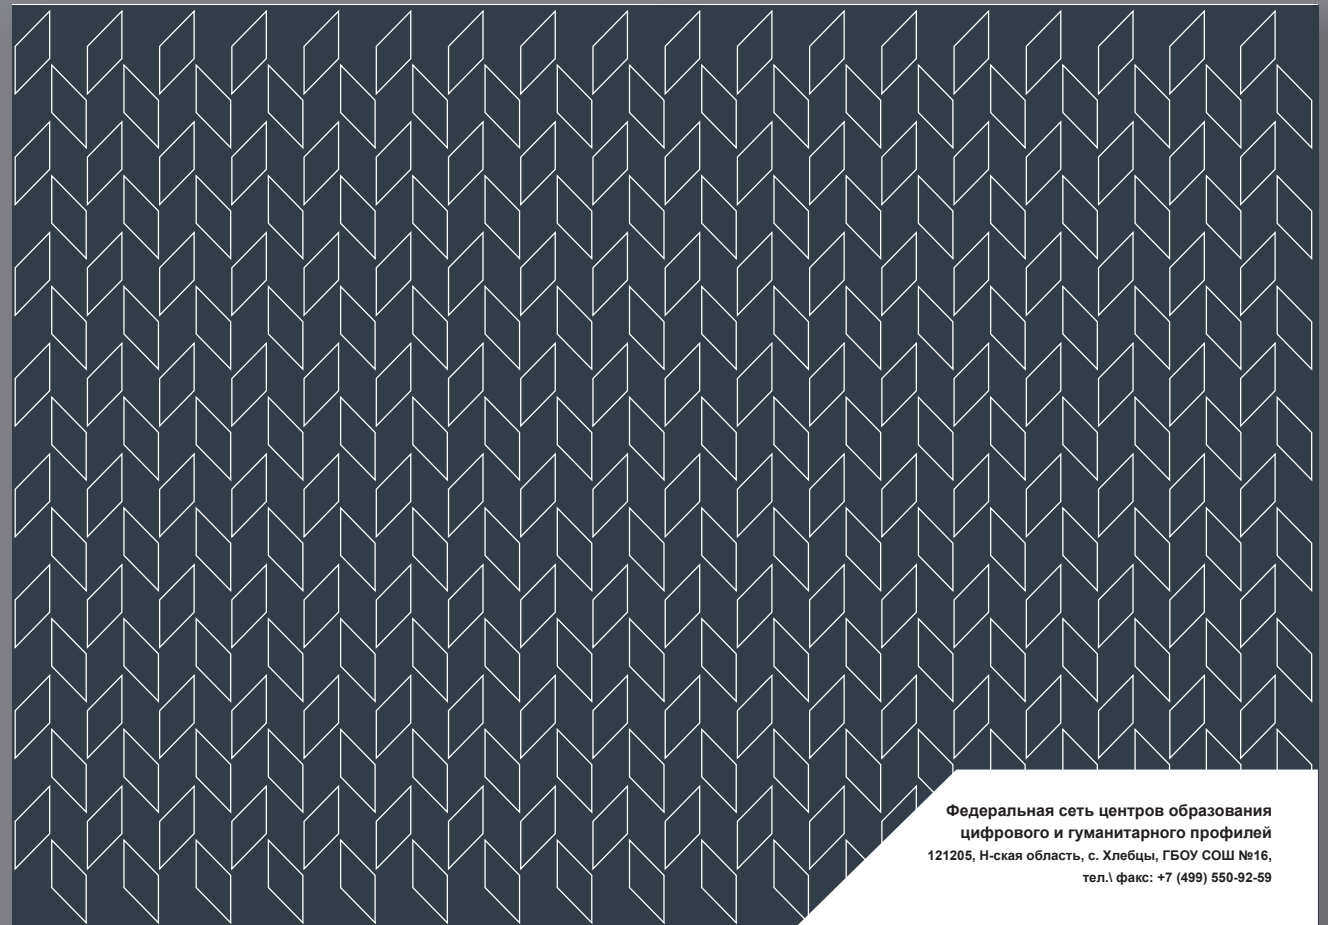 Федеральная сеть центров образования
цифрового и гуманитарного профилей
121205, Н-ская область, с. Хлебцы, ГБОУ СОШ №16,
тел.\ факс: +7 (499) 550-92-59